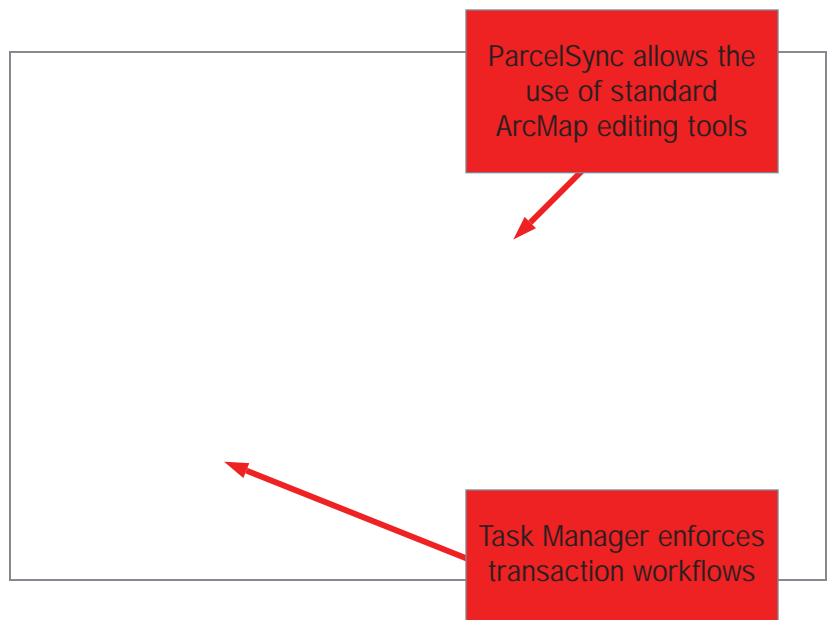 ParcelSync allows the
use of standard
ArcMap editing tools
Task Manager enforces
transaction workflows